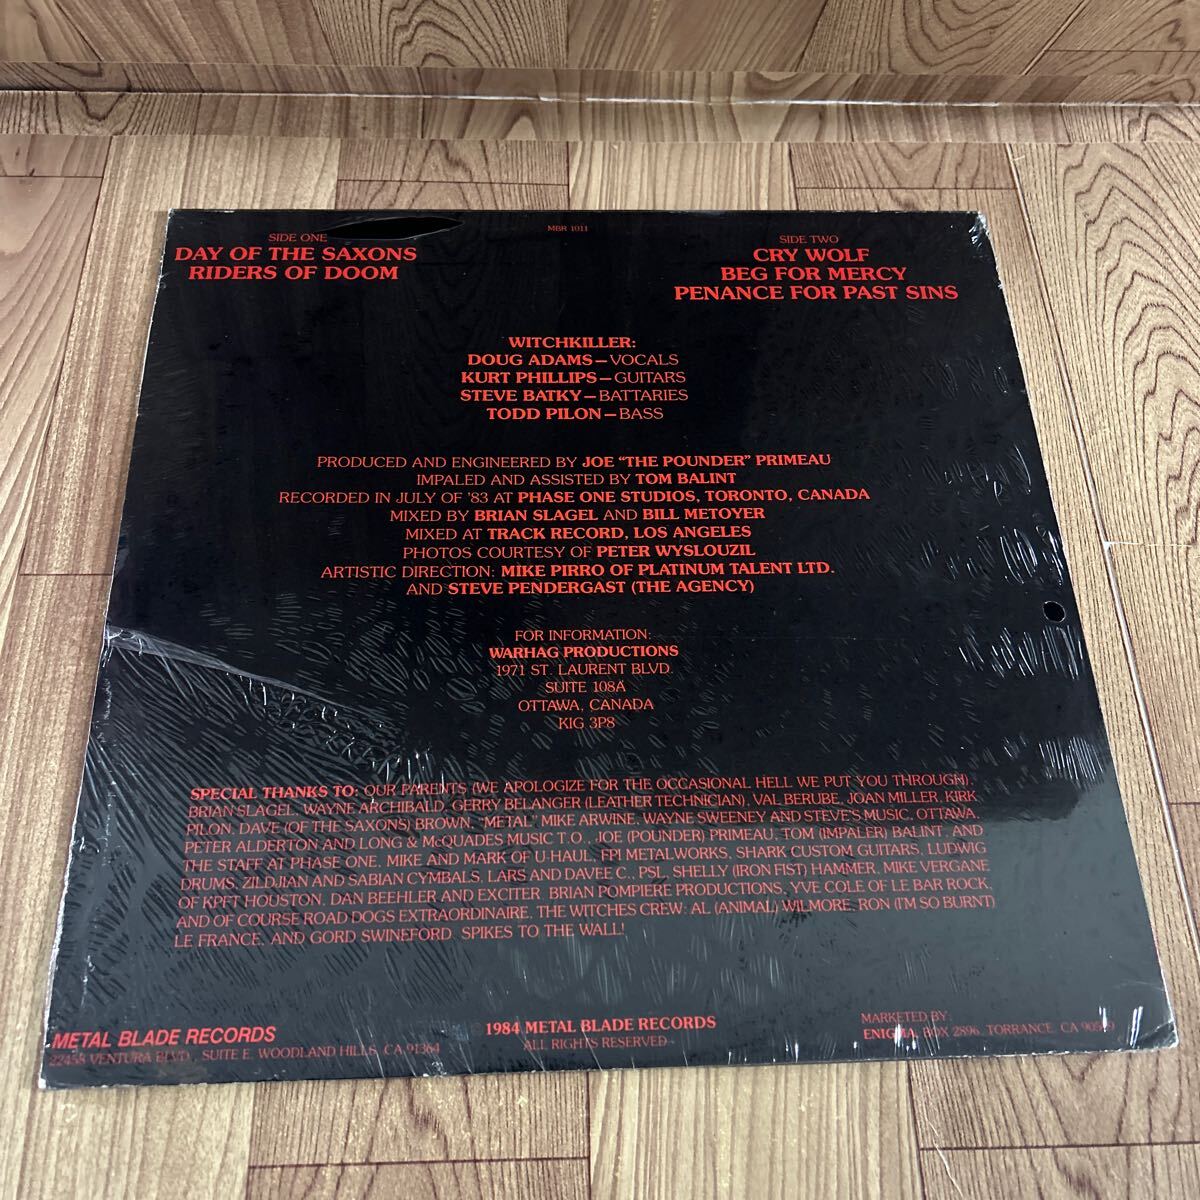 MBR 1011
SIDE ONE
DAY OF THE SAXONS
RIDERS OF DOOM
SIDE TWO
CRY WOLF
BEG FOR MERCY
PENANCE FOR PAST SINS
WITCHKILLER:
DOUG ADAMS—VOCALS
KURT PHILLIPS—GUITARS
STEVE BATKY—BATTARIES
TODD PILON—BASS
PRODUCED AND ENGINEERED BY JOE "THE POUNDER" PRIMEAU
IMPALED AND ASSISTED BY TOM BALINT
RECORDED IN JULY OF '83 AT PHASE ONE STUDIOS, TORONTO, CANADA
MIXED BY BRIAN SLAGEL AND BILL METOYER
MIXED AT TRACK RECORD, LOS ANGELES
PHOTOS COURTESY OF PETER WYSLOUZIL
ARTISTIC DIRECTION: MIKE PIRRO OF PLATINUM TALENT LTD.
AND STEVE PENDERGAST (THE AGENCY)
FOR INFORMATION:
WARHAG PRODUCTIONS
1971 ST. LAURENT BLVD.
SUITE 108A
OTTAWA, CANADA
KIG 3P8
SPECIAL THANKS TO: OUR PARENTS (WE APOLOGIZE FOR THE OCCASIONAL HELL WE PUT YOU THROUGH),
BRIAN SLAGEL, WAYNE ARCHIBALD, GERRY BELANGER (LEATHER TECHNICIAN), VAL BERUBE, JOAN MILLER, KIRK
PILON, DAVE (OF THE SAXONS) BROWN, "METAL" MIKE ARWINE, WAYNE SWEENEY AND STEVE'S MUSIC, OTTAWA,
PETER ALDERTON AND LONG & McQUADES MUSIC T.O., JOE (POUNDER) PRIMEAU, TOM (IMPALER) BALINT, AND
THE STAFF AT PHASE ONE, MIKE AND MARK OF U-HAUL, FPI METALWORKS, SHARK CUSTOM GUITARS, LUDWIG
DRUMS, ZILDJIAN AND SABIAN CYMBALS, LARS AND DAVEE C., PSL, SHELLY (IRON FIST) HAMMER, MIKE VERGANE
OF KPFT HOUSTON, DAN BEEHLER AND EXCITER. BRIAN POMPIERE PRODUCTIONS, YVE COLE OF LE BAR ROCK,
AND OF COURSE ROAD DOGS EXTRAORDINAIRE, THE WITCHES CREW: AL (ANIMAL) WILMORE, RON (I'M SO BURNT)
LE FRANCE, AND GORD SWINEFORD. SPIKES TO THE WALL!
METAL BLADE RECORDS
22458 VENTURA BLVD., SUITE E, WOODLAND HILLS, CA 91364
1984 METAL BLADE RECORDS
ALL RIGHTS RESERVED
MARKETED BY:
ENIGMA, BOX 2896, TORRANCE, CA